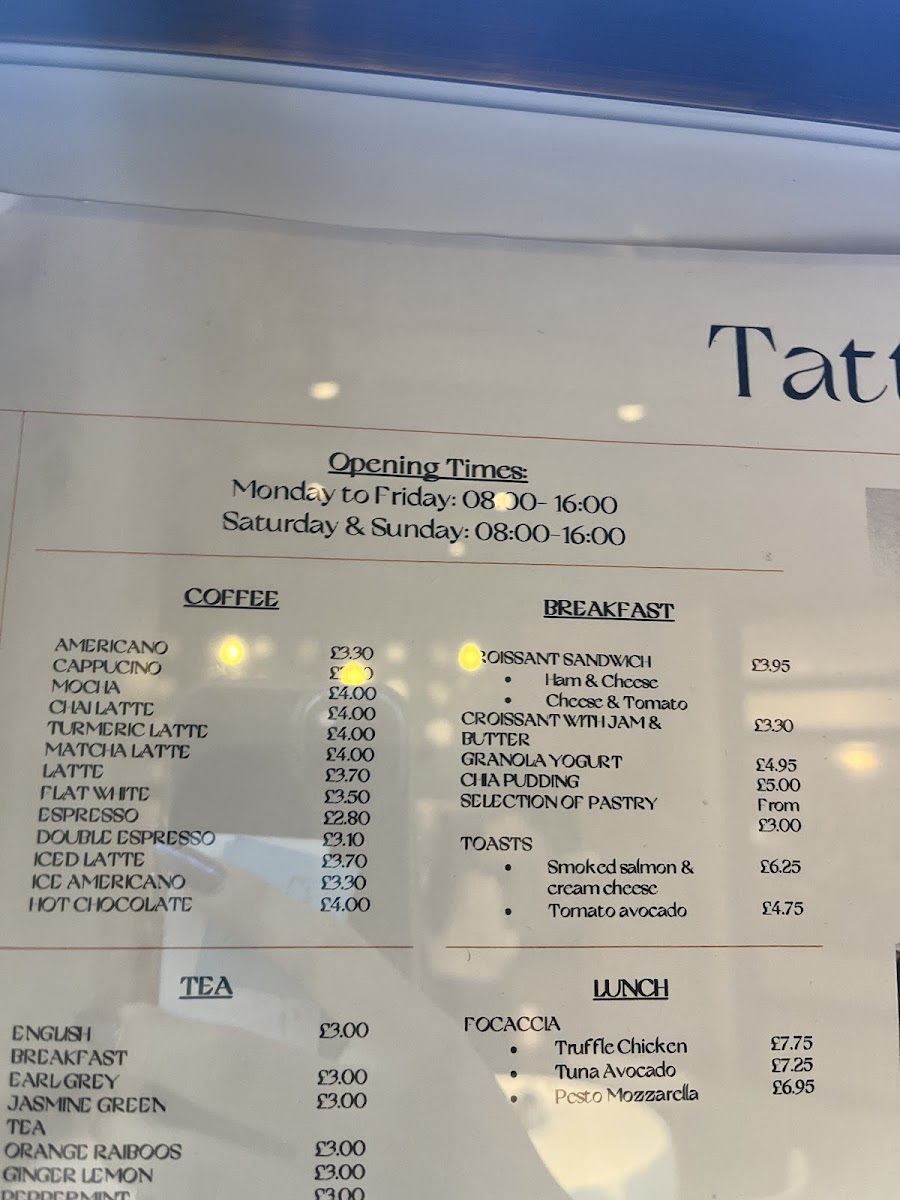 Tatt
Opening Times:
Monday to Friday: 08:00- 16:00
Saturday & Sunday: 08:00-16:00
COFFEE
AMERICANO £3.30
CAPPUCINO
MOCHA £4.00
CHAI LATTE £4.00
TURMERIC LATTE £4.00
MATCHA LATTE £4.00
LATTE £3.70
FLAT WHITE £3.50
ESPRESSO £2.80
DOUBLE ESPRESSO £3.10
ICED LATTE £3.70
ICE AMERICANO £3.30
HOT CHOCOLATE £4.00
BREAKFAST
CROISSANT SANDWICH £3.95
• Ham & Cheese
• Cheese & Tomato
CROISSANT WITH JAM & £3.30
BUTTER
GRANOLA YOGURT £4.95
CHIA PUDDING £5.00
SELECTION OF PASTRY From
£3.00
TOASTS
• Smoked salmon & £6.25
cream cheese
• Tomato avocado £4.75
TEA
ENGLISH £3.00
BREAKFAST
EARL GREY £3.00
JASMINE GREEN £3.00
TEA
ORANGE RAIBOOS £3.00
GINGER LEMON £3.00
PEPPERMINT £3.00
LUNCH
FOCACCIA
• Truffle Chicken £7.75
• Tuna Avocado £7.25
• Pesto Mozzarella £6.95